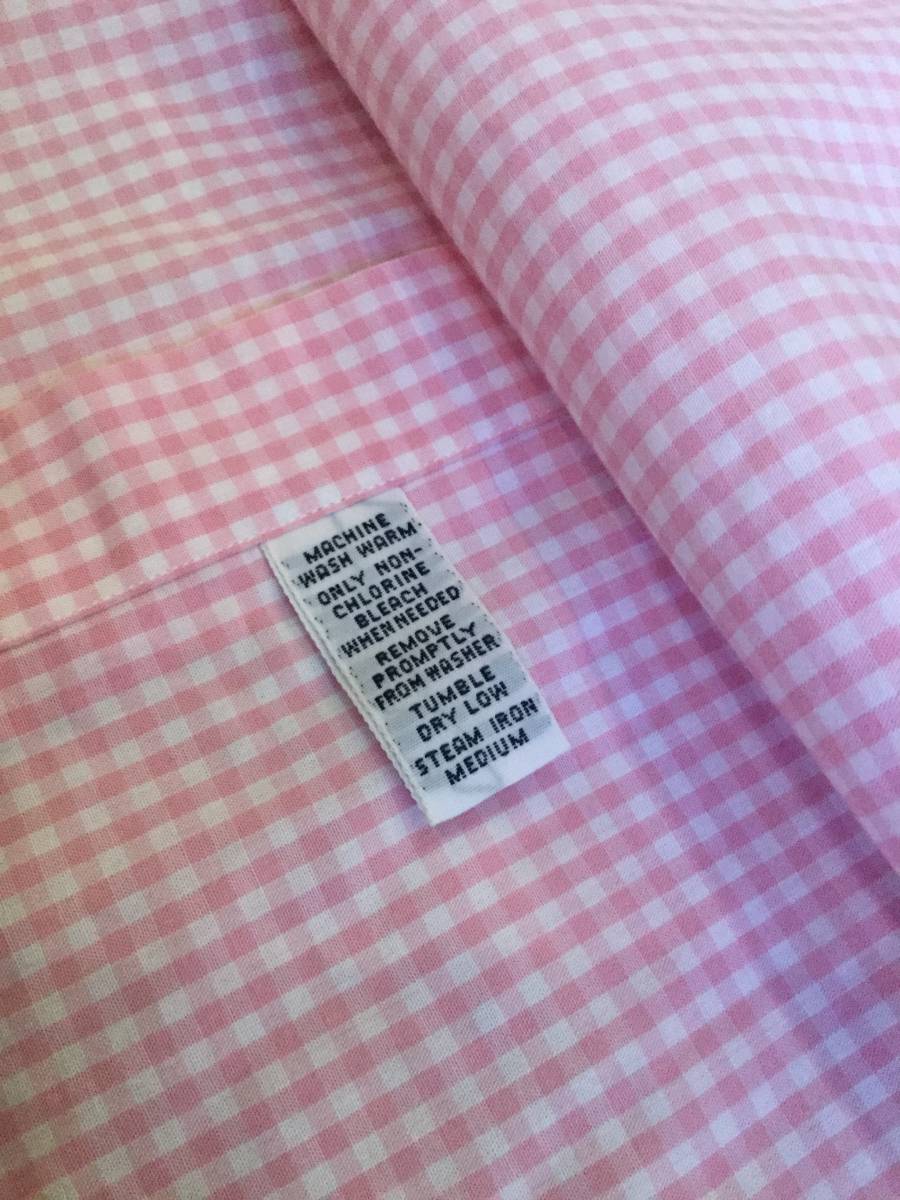 MACHINE
WASH WARM
ONLY NON-
CHLORINE
BLEACH
WHEN NEEDED
REMOVE
PROMPTLY
FROM WASHER
TUMBLE
DRY LOW
STEAM IRON
MEDIUM